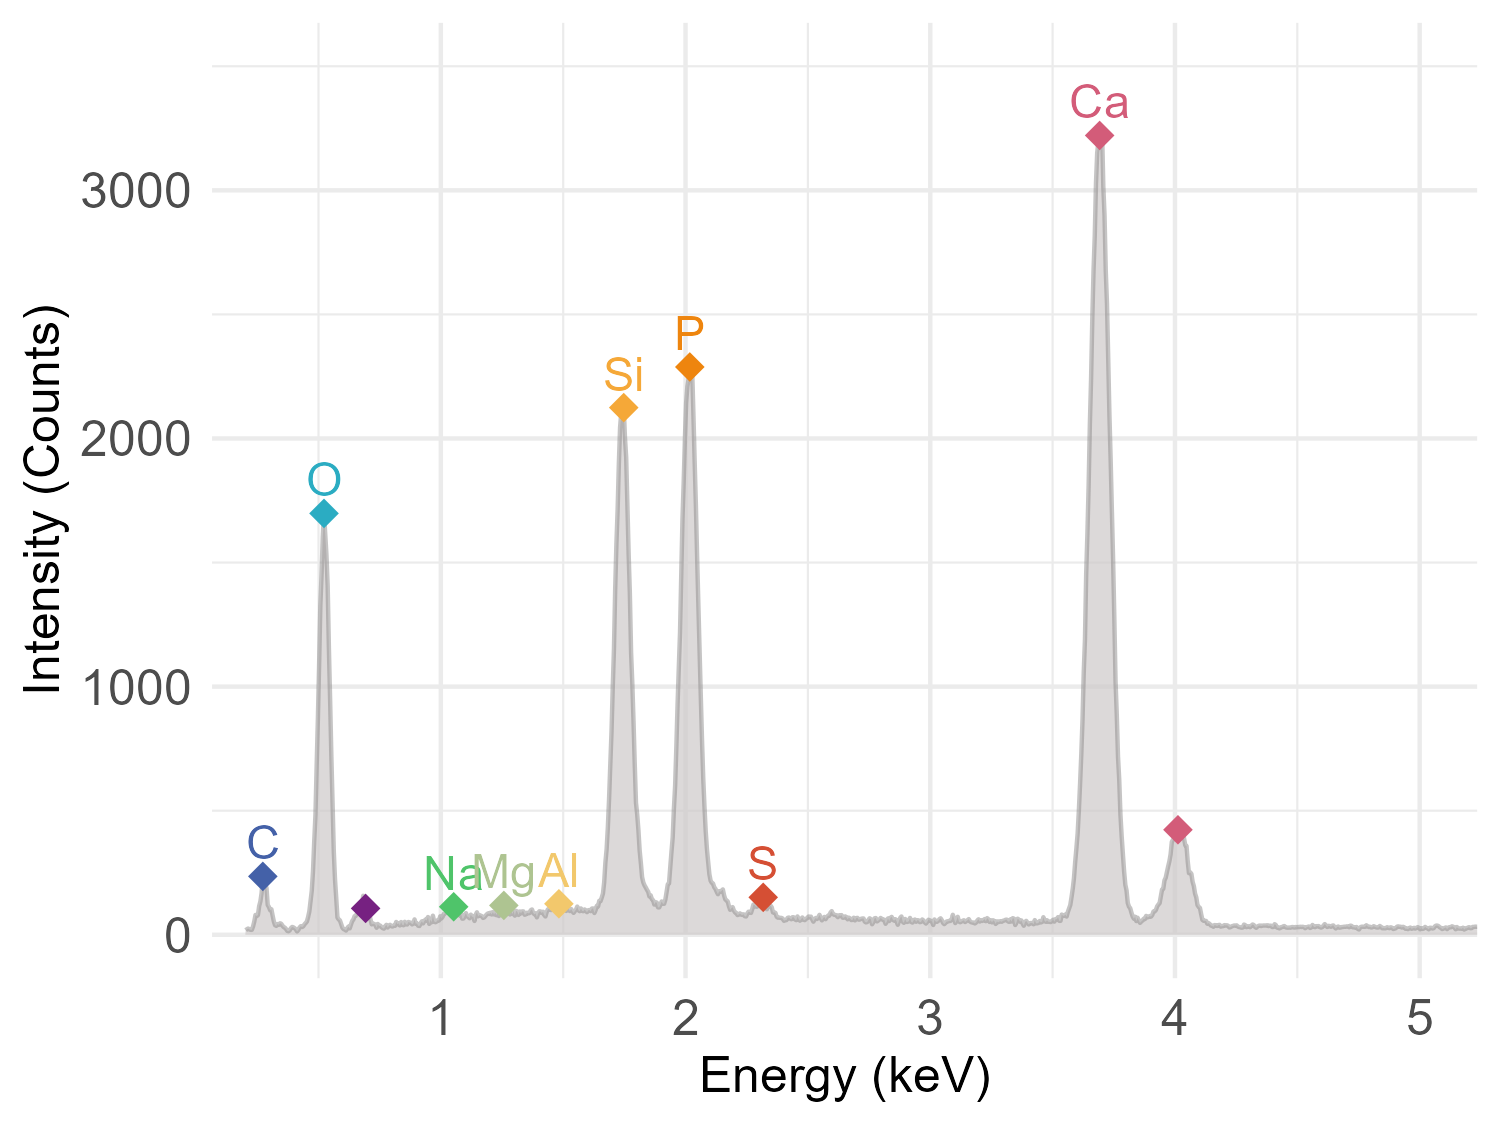 Ca
3000
P
Si
2000
O
1000
C
Na
Mg
Al
S
0
1
2
3
4
5
Energy (keV)
Intensity (Counts)